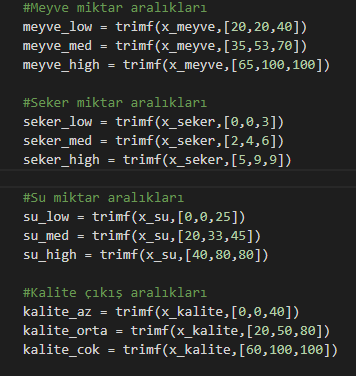 #Meyve miktar aralıkları
meyve_low = trimf(x_meyve,[20,20,40])
meyve_med = trimf(x_meyve,[35,53,70])
meyve_high = trimf(x_meyve,[65,100,100])
#Seker miktar aralıkları
seker_low = trimf(x_seker,[0,0,3])
seker_med = trimf(x_seker,[2,4,6])
seker_high = trimf(x_seker,[5,9,9])
#Su miktar aralıkları
su_low = trimf(x_su,[0,0,25])
su_med = trimf(x_su,[20,33,45])
su_high = trimf(x_su,[40,80,80])
#Kalite çıkış aralıkları
kalite_az = trimf(x_kalite,[0,0,40])
kalite_orta = trimf(x_kalite,[20,50,80])
kalite_cok = trimf(x_kalite,[60,100,100])